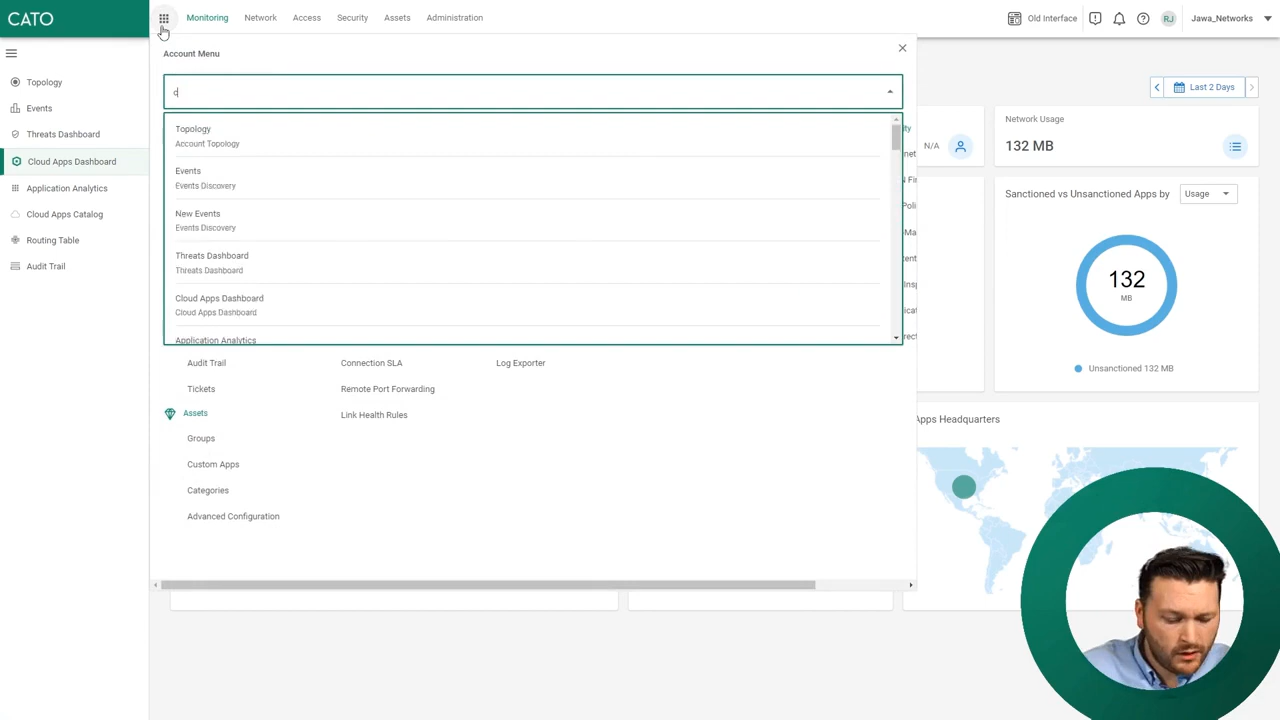 CATO
Monitoring
Network
Access
Security
Assets
Administration
Old Interface
RJ
Jawa_Networks
Account Menu
c
Topology
Events
Threats Dashboard
Cloud Apps Dashboard
Application Analytics
Cloud Apps Catalog
Routing Table
Audit Trail
Topology
Account Topology
Events
Events Discovery
New Events
Events Discovery
Threats Dashboard
Threats Dashboard
Cloud Apps Dashboard
Cloud Apps Dashboard
Application Analytics
Audit Trail
Tickets
Assets
Groups
Custom Apps
Categories
Advanced Configuration
Connection SLA
Remote Port Forwarding
Link Health Rules
Log Exporter
Last 2 Days
N/A
Network Usage
132 MB
Sanctioned vs Unsanctioned Apps by
Usage
132
MB
Unsanctioned 132 MB
Apps Headquarters